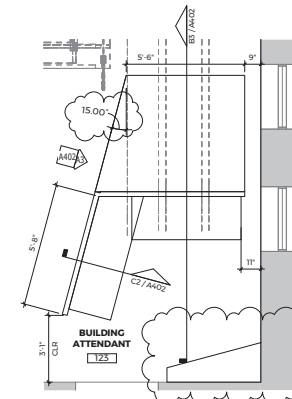 B3 / A402
5'-6"
9"
15.00°
A402
A3
5'-8"
11"
C2 / A402
3'-1"
CLR
BUILDING
ATTENDANT
123